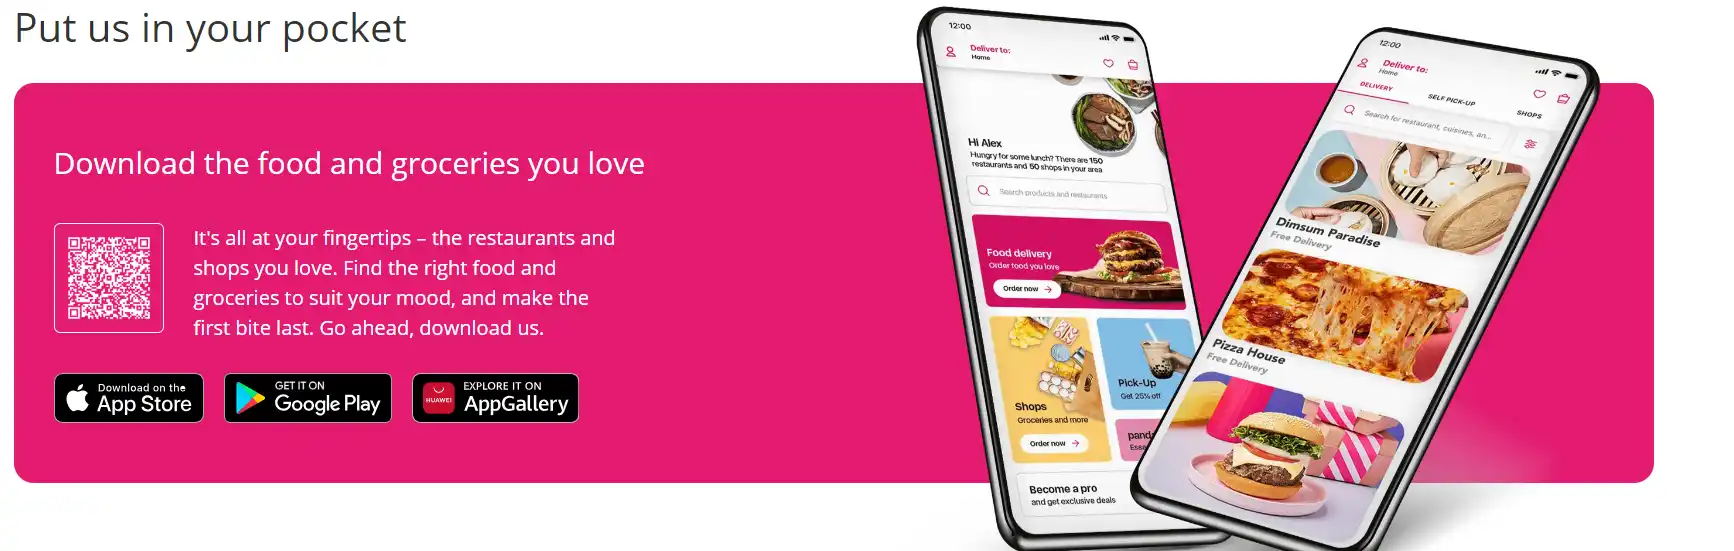 Put us in your pocket
Download the food and groceries you love
It's all at your fingertips – the restaurants and
shops you love. Find the right food and
groceries to suit your mood, and make the
first bite last. Go ahead, download us.
Download on the
App Store
GET IT ON
Google Play
HUAWEI
EXPLORE IT ON
AppGallery
12:00
Deliver to:
Home
Hi Alex
Hungry for some lunch? There are 150
restaurants and 50 shops in your area
Search products and restaurants
Food delivery
Order food you love
Order now
Shops
Groceries and more
Order now
Pick-Up
Get 25% off
panda
Esse
Become a pro
and get exclusive deals
12:00
Deliver to:
Home
DELIVERY
SELF PICK-UP
SHOPS
Search for restaurant, cuisines, an...
Dimsum Paradise
Free Delivery
Pizza House
Free Delivery